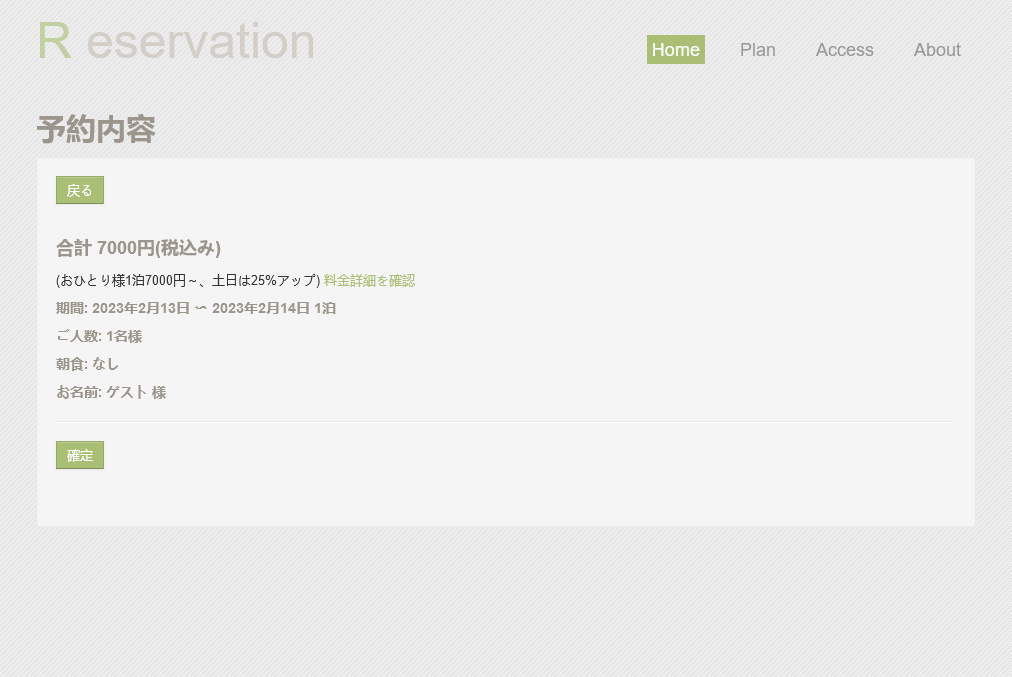 R eservation
Home Plan Access About
予約内容
戻る
合計 7000円(税込み)
(おひとり様1泊7000円～、土日は25%アップ) 料金詳細を確認
期間: 2023年2月13日 〜 2023年2月14日 1泊
ご人数: 1名様
朝食: なし
お名前: ゲスト 様
確定